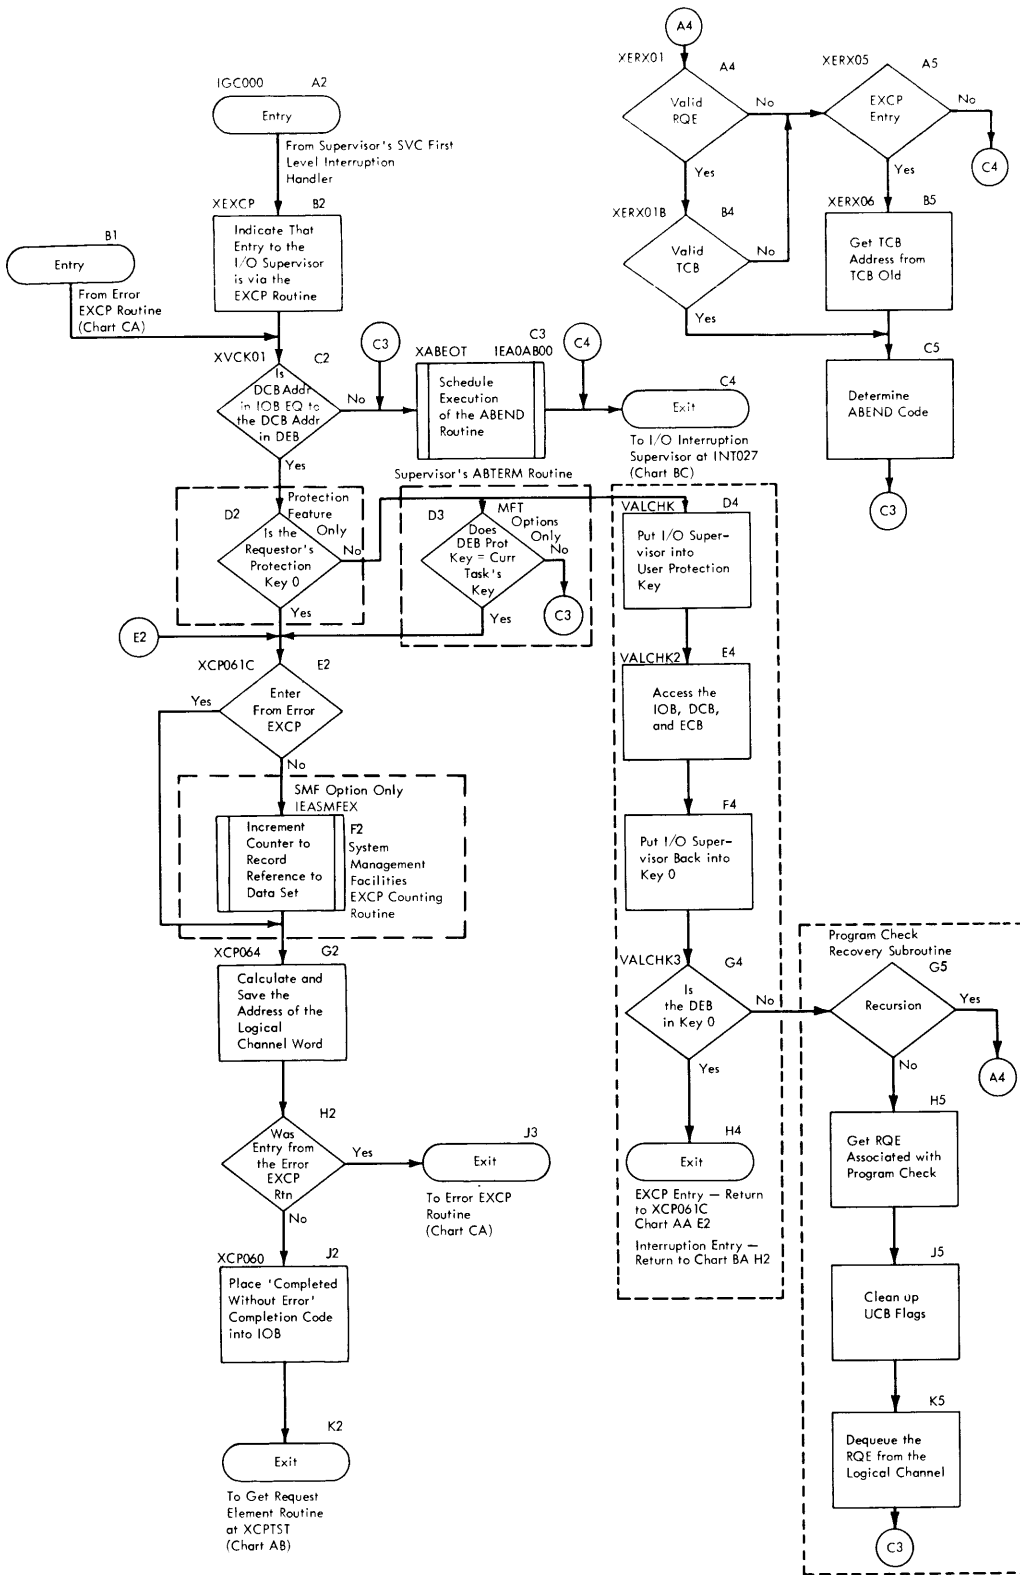 IGC000 A2
Entry
From Supervisor's SVC First
Level Interruption
Handler
XEXCP B2
Indicate That
Entry to the
I/O Supervisor
is via the
EXCP Routine
B1
Entry
From Error
EXCP Routine
(Chart CA)
XVCK01 C2
Is
DCB Addr
in IOB EQ to
the DCB Addr
in DEB
No
Yes
C3
XABEOT IEA0AB00
C3
Schedule
Execution
of the ABEND
Routine
Supervisor's ABTERM Routine
C4
C4
Exit
To I/O Interruption
Supervisor at INT027
(Chart BC)
Protection
Feature
Only
D2
Is the
Requestor's
Protection
Key 0
No
Yes
MFT
Options
Only
D3
Does
DEB Prot
Key = Curr
Task's
Key
No
Yes
C3
E2
XCP061C E2
Enter
From Error
EXCP
Yes
No
SMF Option Only
IEASMFEX
Increment
Counter to
Record
Reference to
Data Set
F2
System
Management
Facilities
EXCP Counting
Routine
XCP064 G2
Calculate and
Save the
Address of the
Logical
Channel Word
H2
Was
Entry from
the Error
EXCP
Rtn
Yes
No
J3
Exit
To Error EXCP
Routine
(Chart CA)
XCP060 J2
Place 'Completed
Without Error'
Completion Code
into IOB
K2
Exit
To Get Request
Element Routine
at XCPTST
(Chart AB)
A4
XERX01 A4
Valid
RQE
No
Yes
XERX01B B4
Valid
TCB
No
Yes
XERX05 A5
EXCP
Entry
No
Yes
C4
XERX06 B5
Get TCB
Address from
TCB Old
C5
Determine
ABEND Code
C3
VALCHK D4
Put I/O Super-
visor into
User Protection
Key
VALCHK2 E4
Access the
IOB, DCB,
and ECB
F4
Put I/O Super-
visor Back into
Key 0
VALCHK3 G4
Is
the DEB
in Key 0
No
Yes
H4
Exit
EXCP Entry — Return
to XCP061C
Chart AA E2
Interruption Entry —
Return to Chart BA H2
Program Check
Recovery Subroutine
G5
Recursion
Yes
No
A4
H5
Get RQE
Associated with
Program Check
J5
Clean up
UCB Flags
K5
Dequeue the
RQE from the
Logical Channel
C3